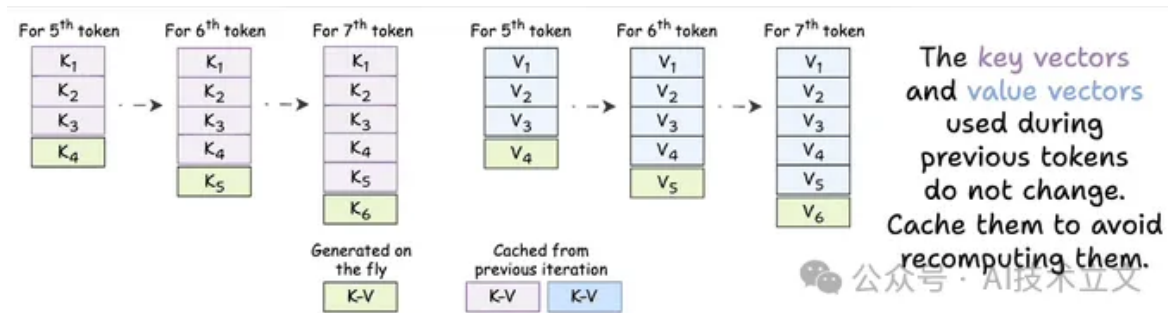 For 5th token
K1
K2
K3
K4
For 6th token
K1
K2
K3
K4
K5
For 7th token
K1
K2
K3
K4
K5
K6
For 5th token
V1
V2
V3
V4
For 6th token
V1
V2
V3
V4
V5
For 7th token
V1
V2
V3
V4
V5
V6
Generated on
the fly
K-V
Cached from
previous iteration
K-V K-V
The key vectors
and value vectors
used during
previous tokens
do not change.
Cache them to avoid
recomputing them.
公众号 · AI技术立文